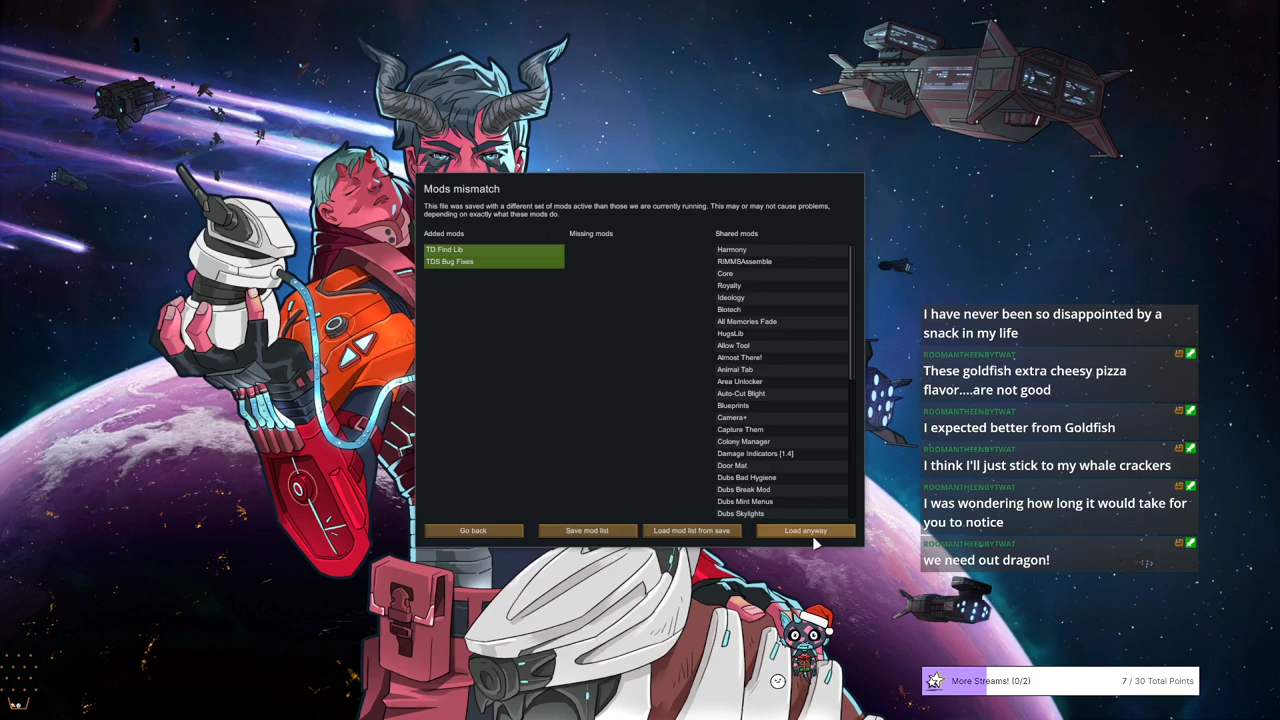 Mods mismatch
This file was saved with a different set of mods active than those we are currently running. This may or may not cause problems,
depending on exactly what these mods do.
Added mods
Missing mods
Shared mods
TD Find Lib
TDS Bug Fixes
Harmony
RIMMSAssemble
Core
Royalty
Ideology
Biotech
All Memories Fade
HugsLib
Allow Tool
Almost There!
Animal Tab
Area Unlocker
Auto-Cut Blight
Blueprints
Camera+
Capture Them
Colony Manager
Damage Indicators [1.4]
Door Mat
Dubs Bad Hygiene
Dubs Break Mod
Dubs Mint Menus
Dubs Skylights
Go back
Save mod list
Load mod list from save
Load anyway
I have never been so disappointed by a
snack in my life
ROOMANTHEENBYTWAT
These goldfish extra cheesy pizza
flavor....are not good
ROOMANTHEENBYTWAT
I expected better from Goldfish
ROOMANTHEENBYTWAT
I think I'll just stick to my whale crackers
ROOMANTHEENBYTWAT
I was wondering how long it would take for
you to notice
ROOMANTHEENBYTWAT
we need out dragon!
More Streams! (0/2)
7 / 30 Total Points